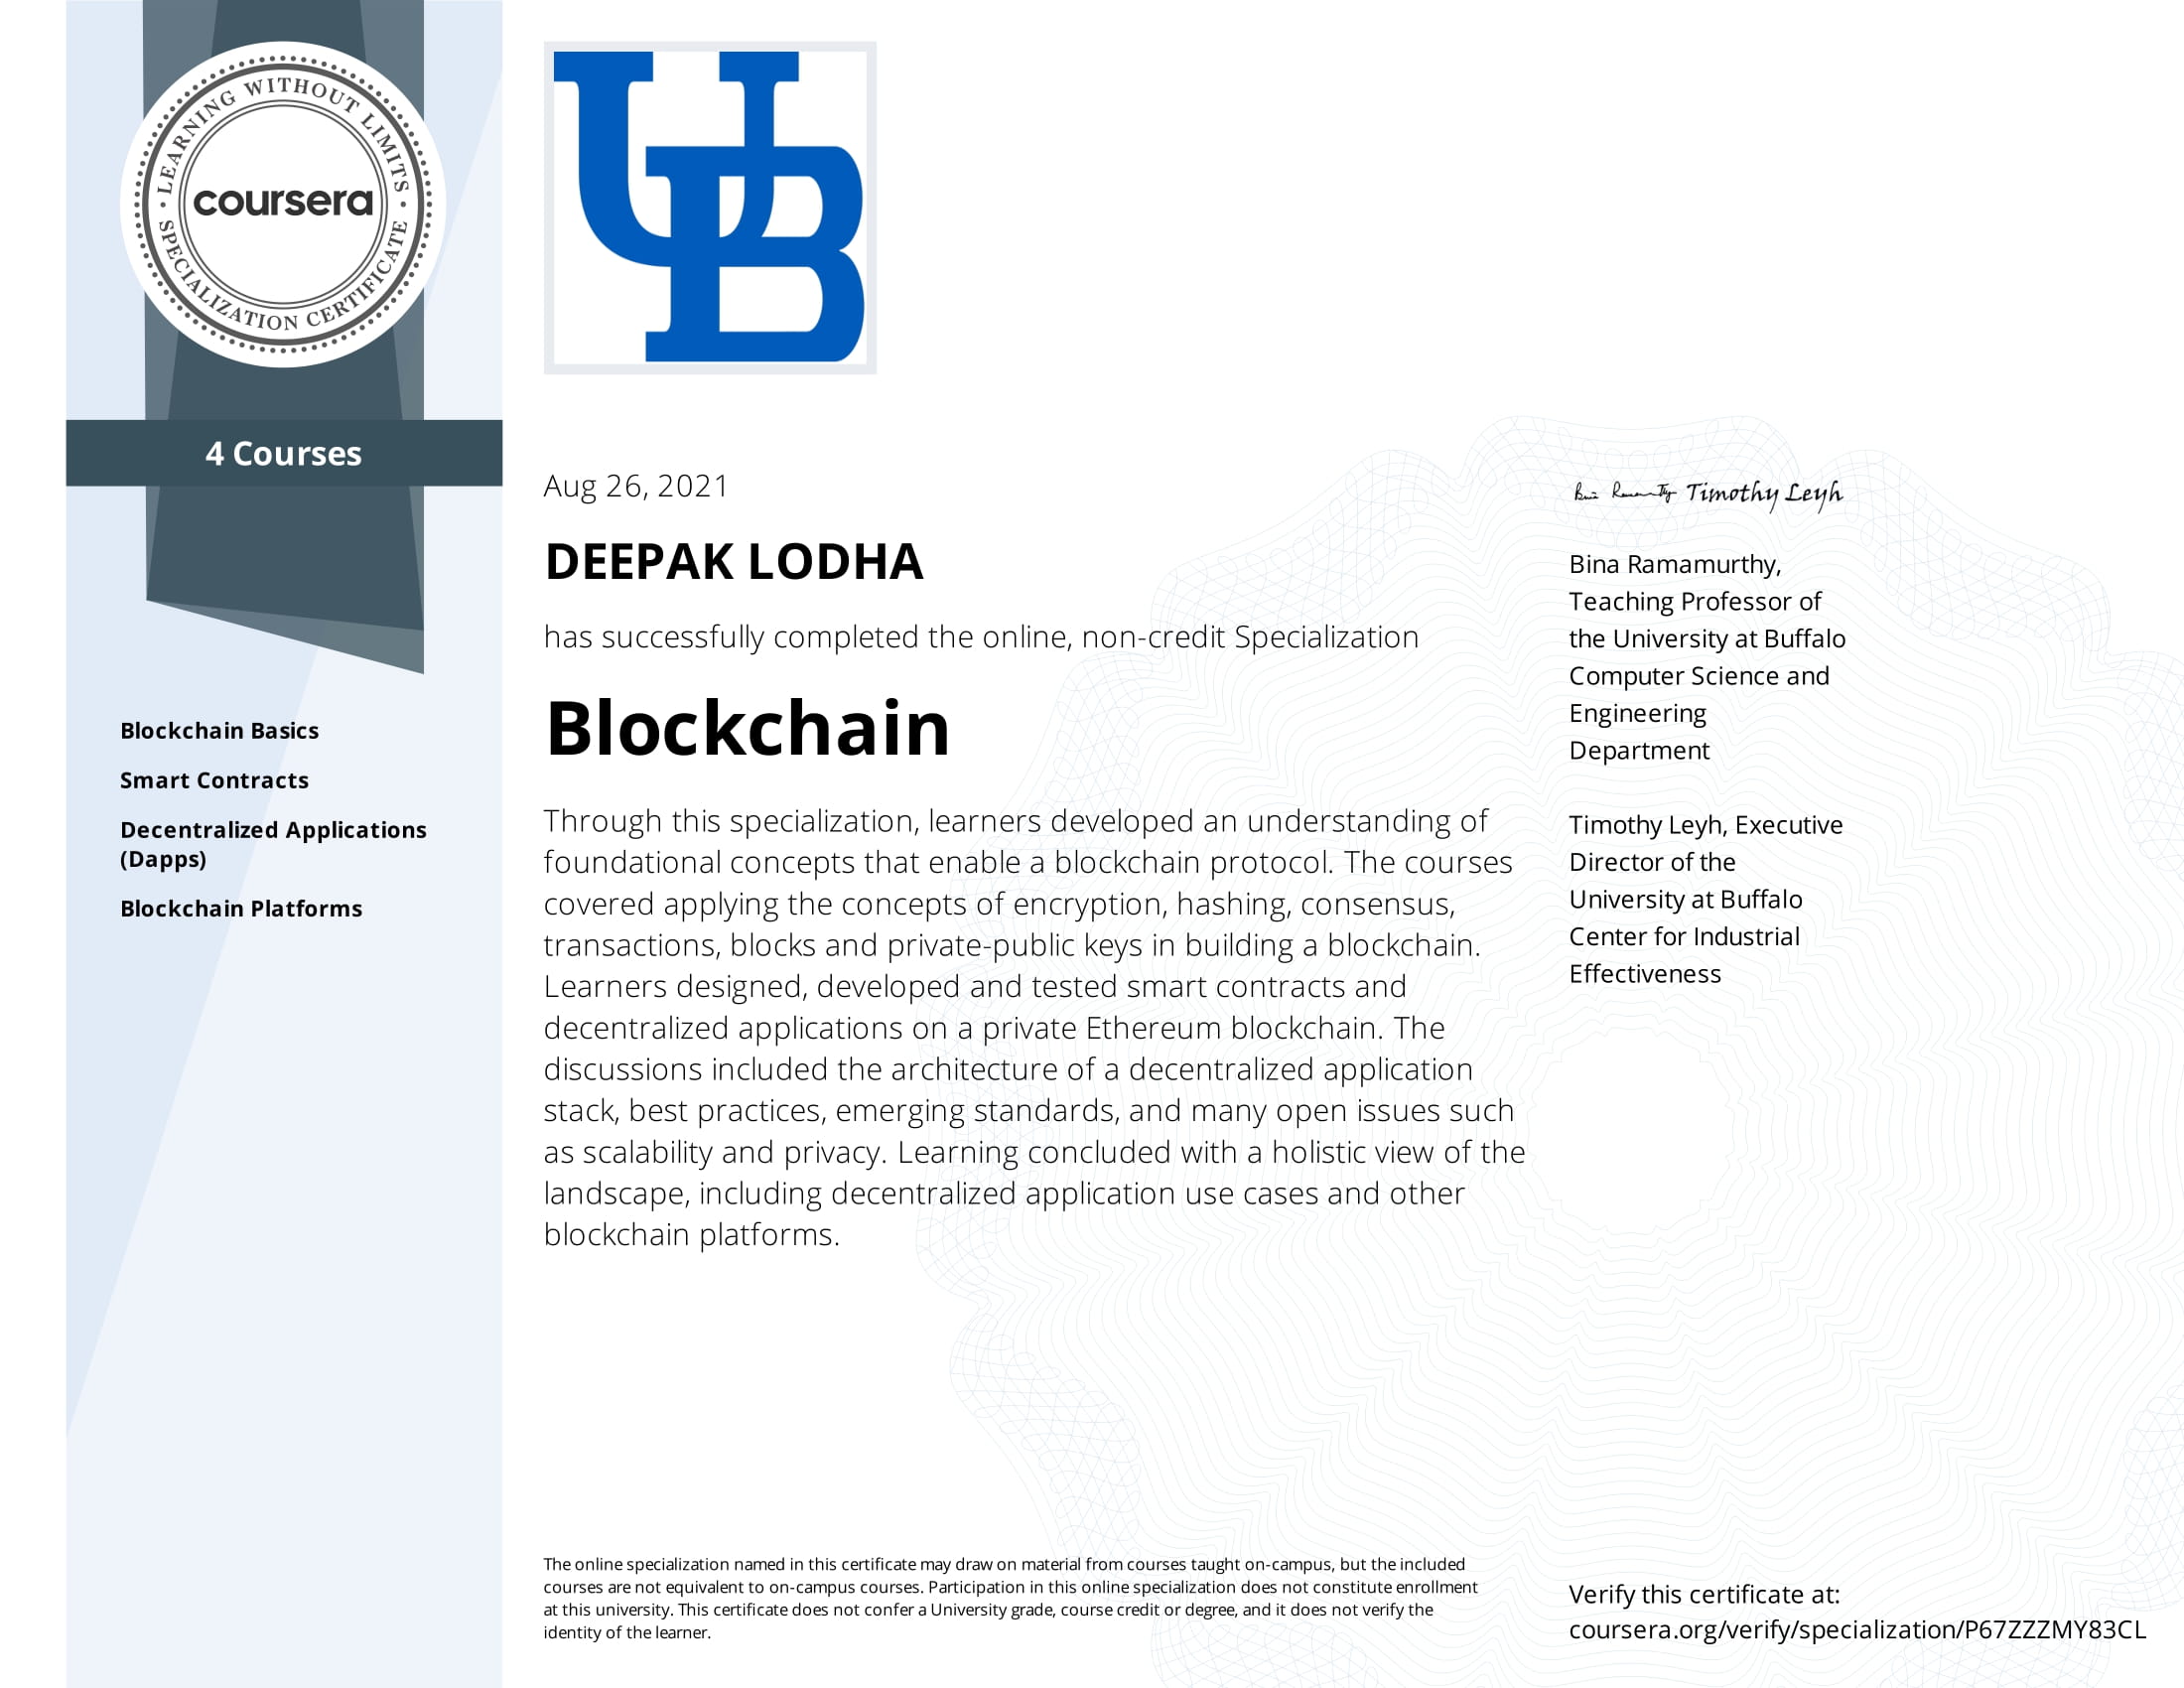 LEARNING WITHOUT LIMITS
coursera
SPECIALIZATION CERTIFICATE
4 Courses
Blockchain Basics
Smart Contracts
Decentralized Applications
(Dapps)
Blockchain Platforms
UB
Aug 26, 2021
DEEPAK LODHA
has successfully completed the online, non-credit Specialization
Blockchain
Through this specialization, learners developed an understanding of
foundational concepts that enable a blockchain protocol. The courses
covered applying the concepts of encryption, hashing, consensus,
transactions, blocks and private-public keys in building a blockchain.
Learners designed, developed and tested smart contracts and
decentralized applications on a private Ethereum blockchain. The
discussions included the architecture of a decentralized application
stack, best practices, emerging standards, and many open issues such
as scalability and privacy. Learning concluded with a holistic view of the
landscape, including decentralized application use cases and other
blockchain platforms.
Timothy Leyh
Bina Ramamurthy,
Teaching Professor of
the University at Buffalo
Computer Science and
Engineering
Department
Timothy Leyh, Executive
Director of the
University at Buffalo
Center for Industrial
Effectiveness
The online specialization named in this certificate may draw on material from courses taught on-campus, but the included
courses are not equivalent to on-campus courses. Participation in this online specialization does not constitute enrollment
at this university. This certificate does not confer a University grade, course credit or degree, and it does not verify the
identity of the learner.
Verify this certificate at:
coursera.org/verify/specialization/P67ZZZMY83CL